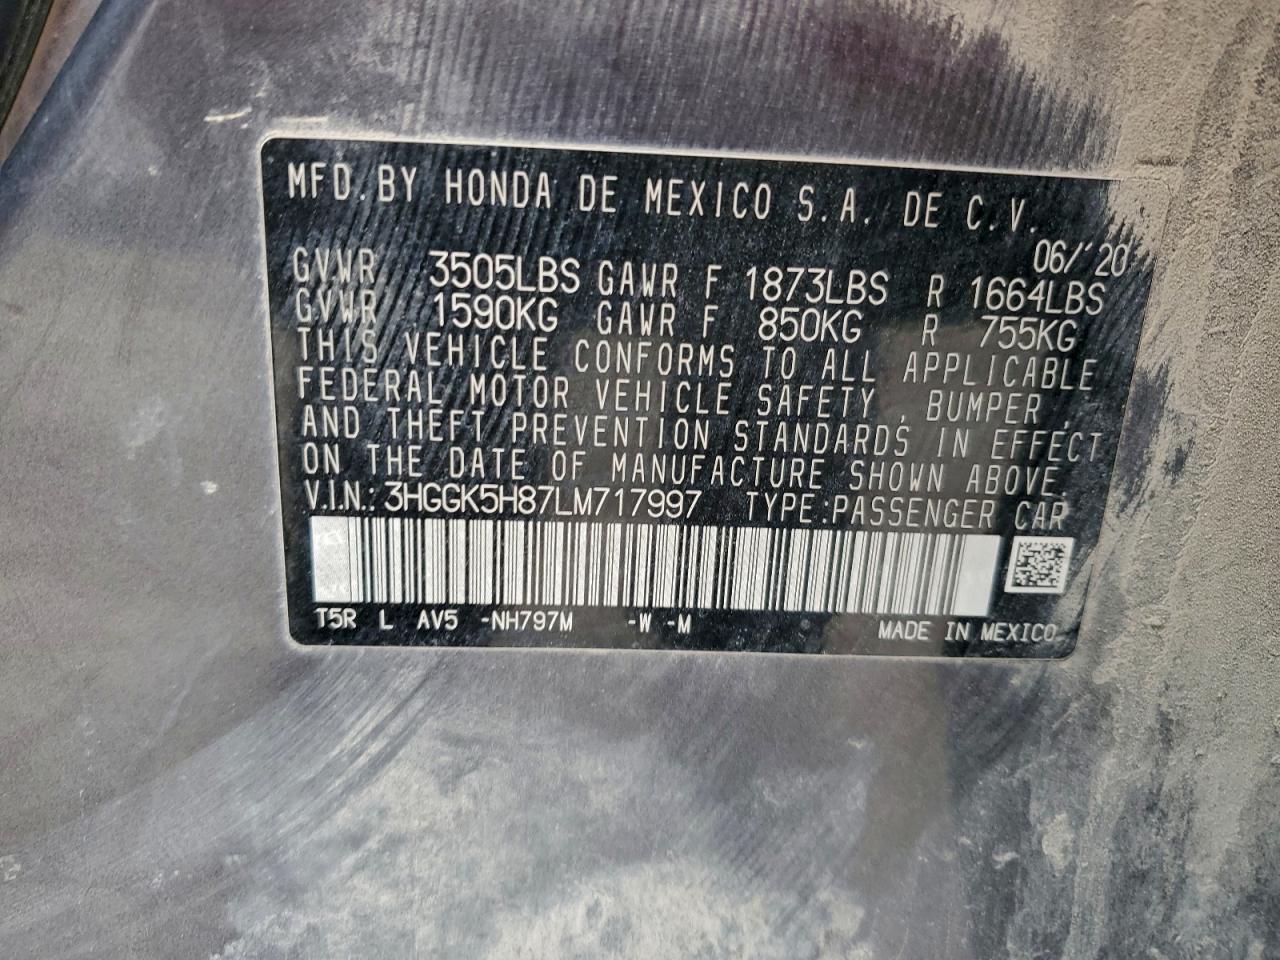 MFD. BY HONDA DE MEXICO S.A. DE C.V.
06/'20
GVWR 3505LBS GAWR F 1873LBS R 1664LBS
GVWR 1590KG GAWR F 850KG R 755KG
THIS VEHICLE CONFORMS TO ALL APPLICABLE
FEDERAL MOTOR VEHICLE SAFETY, BUMPER,
AND THEFT PREVENTION STANDARDS IN EFFECT
ON THE DATE OF MANUFACTURE SHOWN ABOVE.
V.I.N.: 3HGGK5H87LM717997 TYPE:PASSENGER CAR
T5R L AV5 -NH797M -W -M MADE IN MEXICO